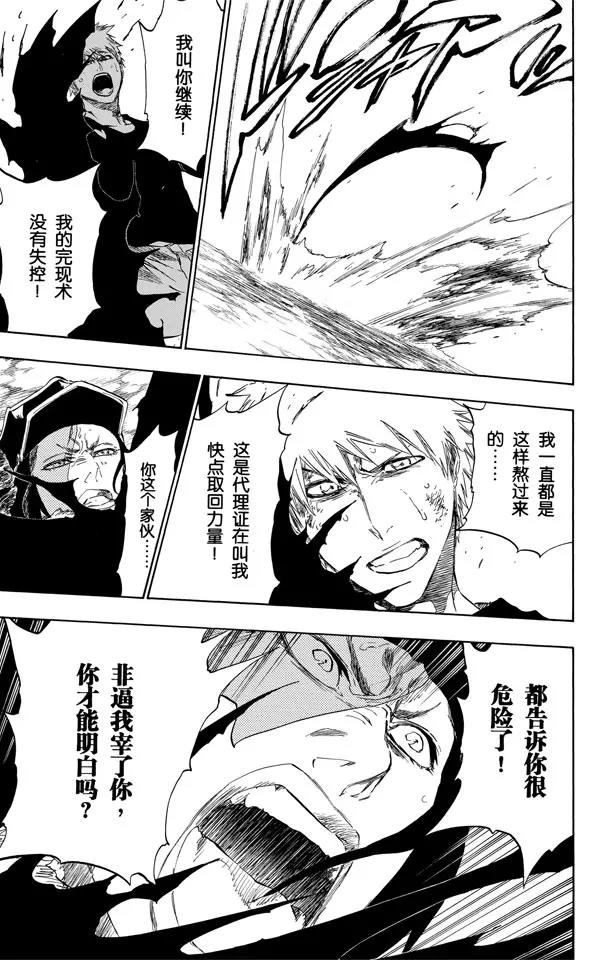 我叫你继续！
我的完现术
没有失控！
我一直都是
这样熬过来
的……
这是代理证在叫我
快点取回力量！
你这个家伙……
都告诉你很
危险了！
非逼我宰了你，
你才能明白吗？